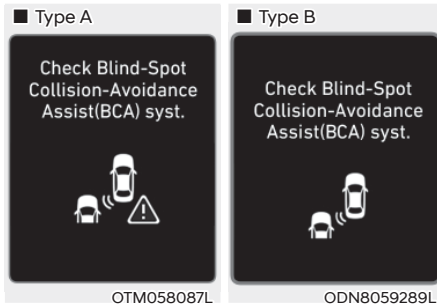 ■ Type A
Check Blind-Spot
Collision-Avoidance
Assist(BCA) syst.
OTM058087L
■ Type B
Check Blind-Spot
Collision-Avoidance
Assist(BCA) syst.
ODN8059289L